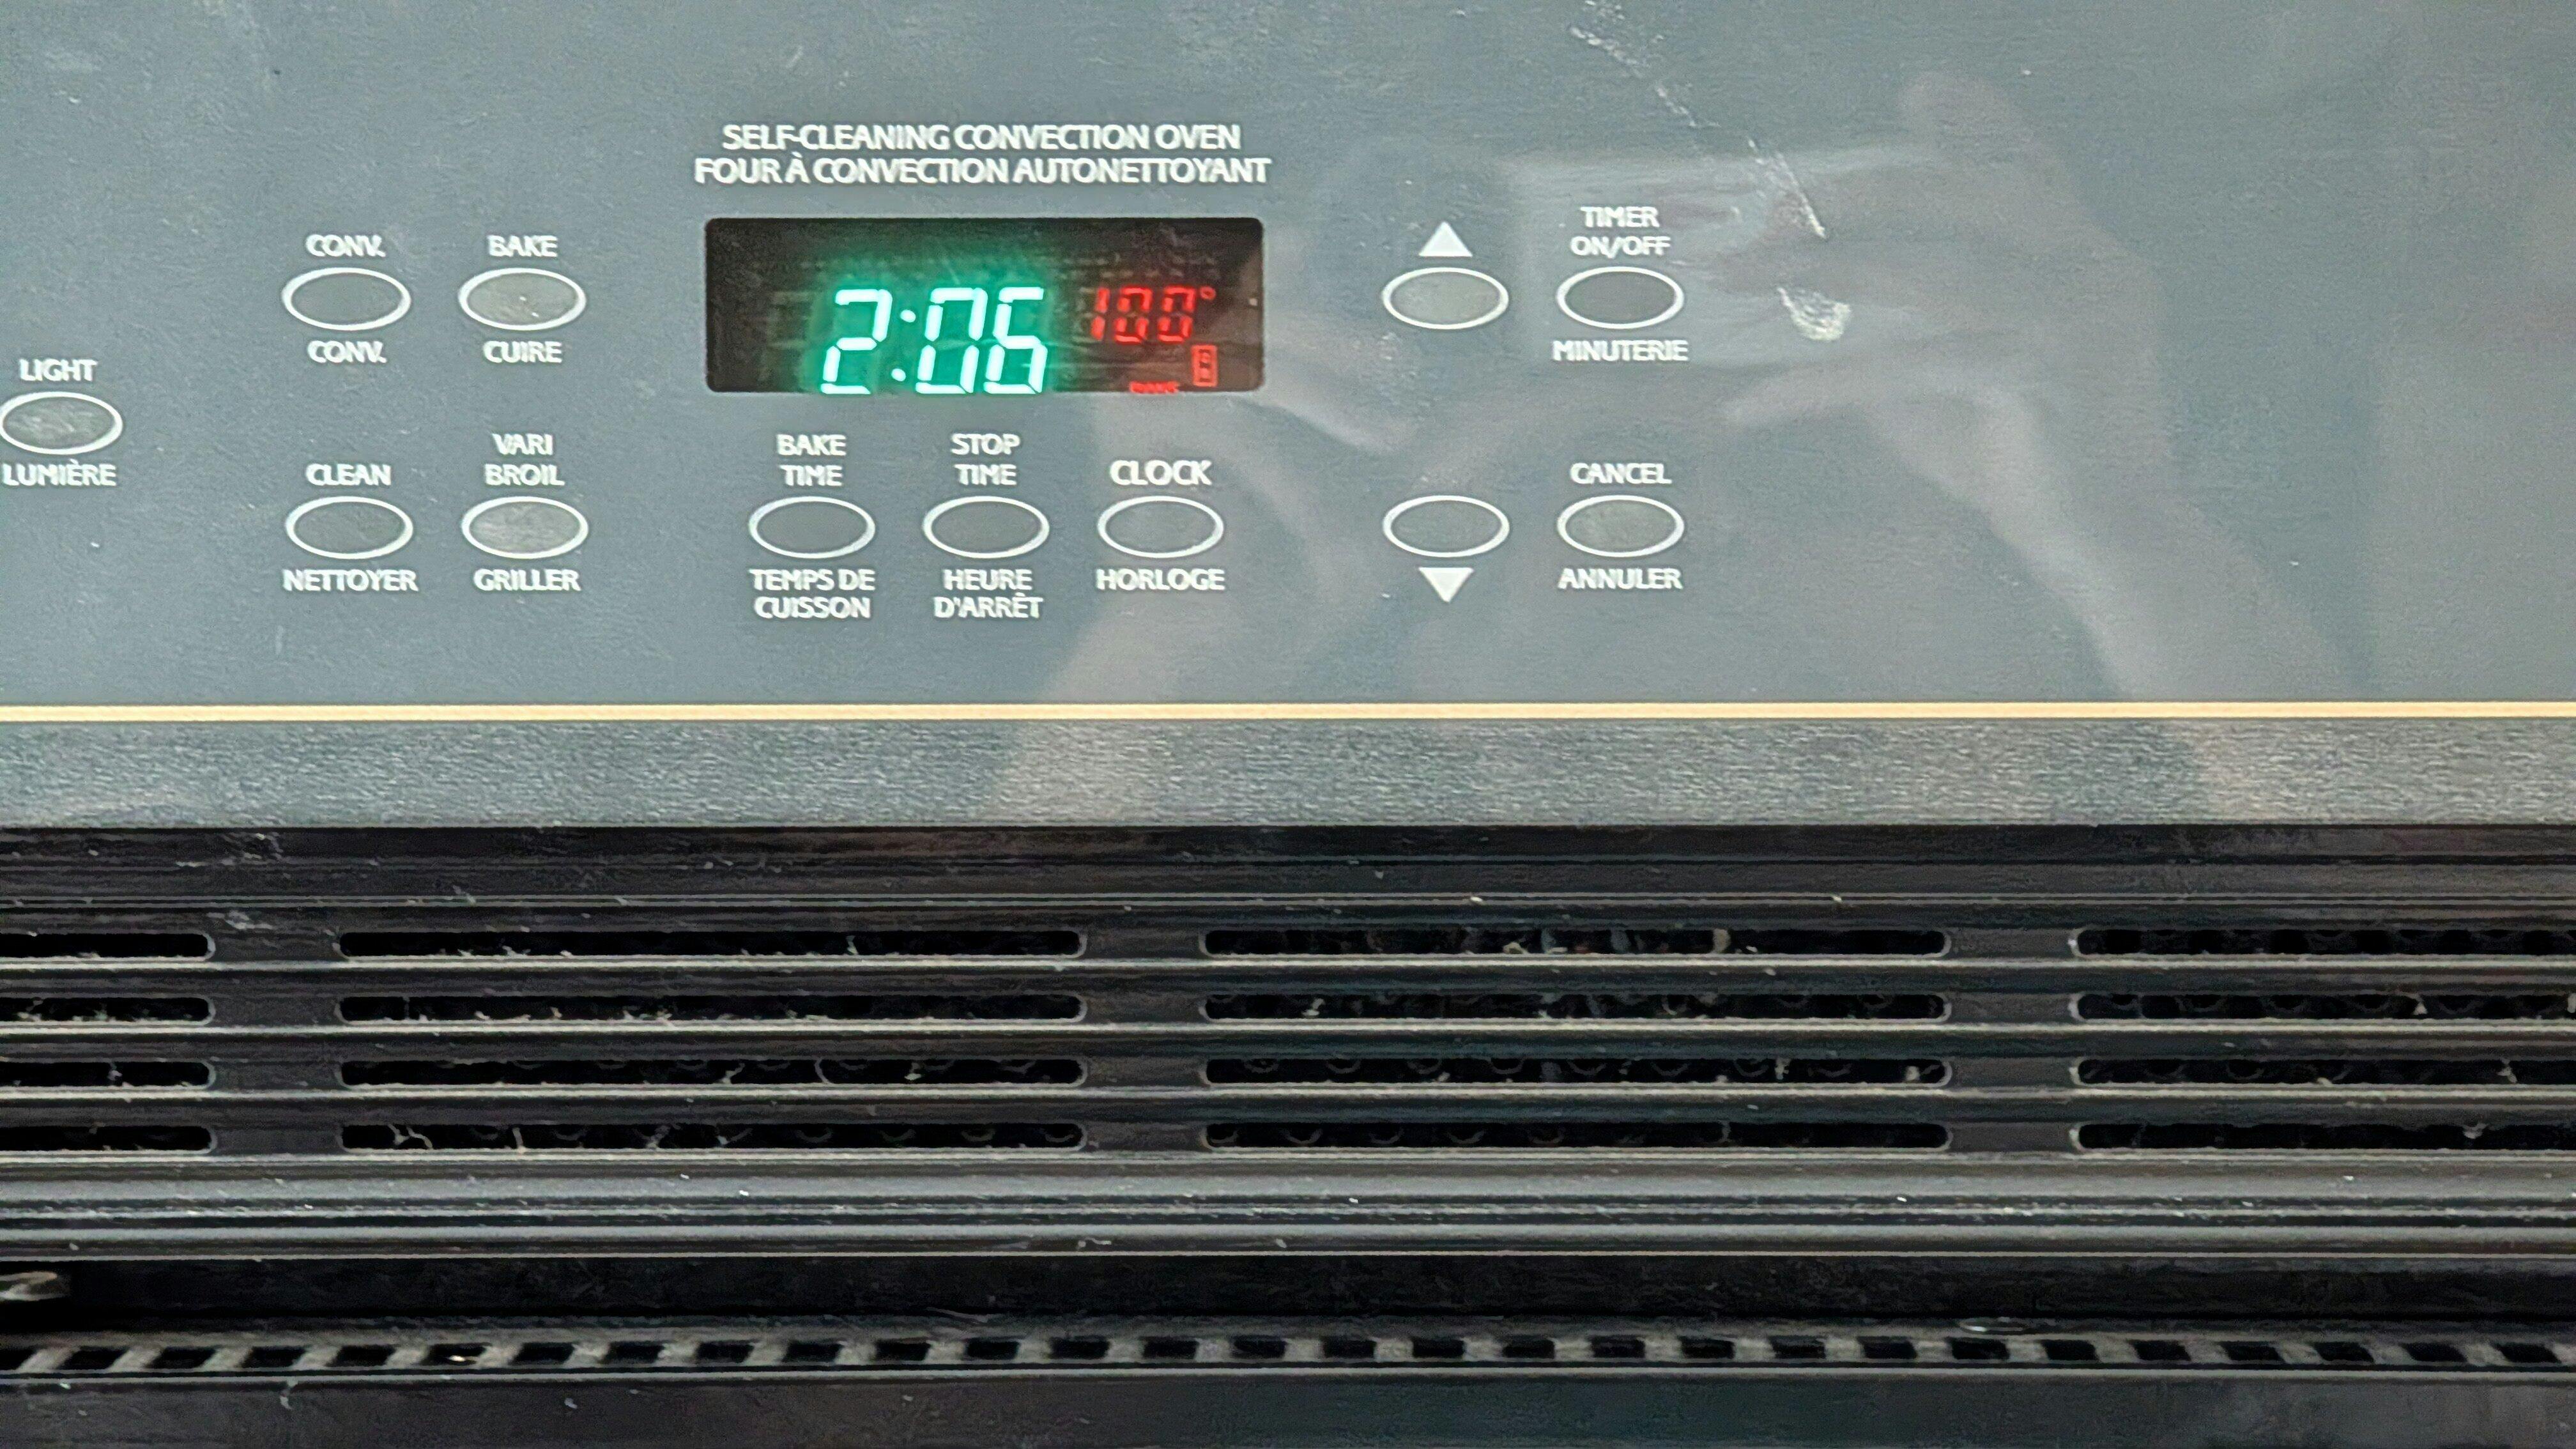 SELF-CLEANING CONVECTION OVEN
FOUR À CONVECTION AUTONETTOYANT
CONV.
CONV.
BAKE
CUIRE
2:06
100°
TIMER
ON/OFF
MINUTERIE
LIGHT
LUMIÈRE
CLEAN
NETTOYER
VARI
BROIL
GRILLER
BAKE
TIME
TEMPS DE
CUISSON
STOP
TIME
HEURE
D'ARRÊT
CLOCK
HORLOGE
CANCEL
ANNULER